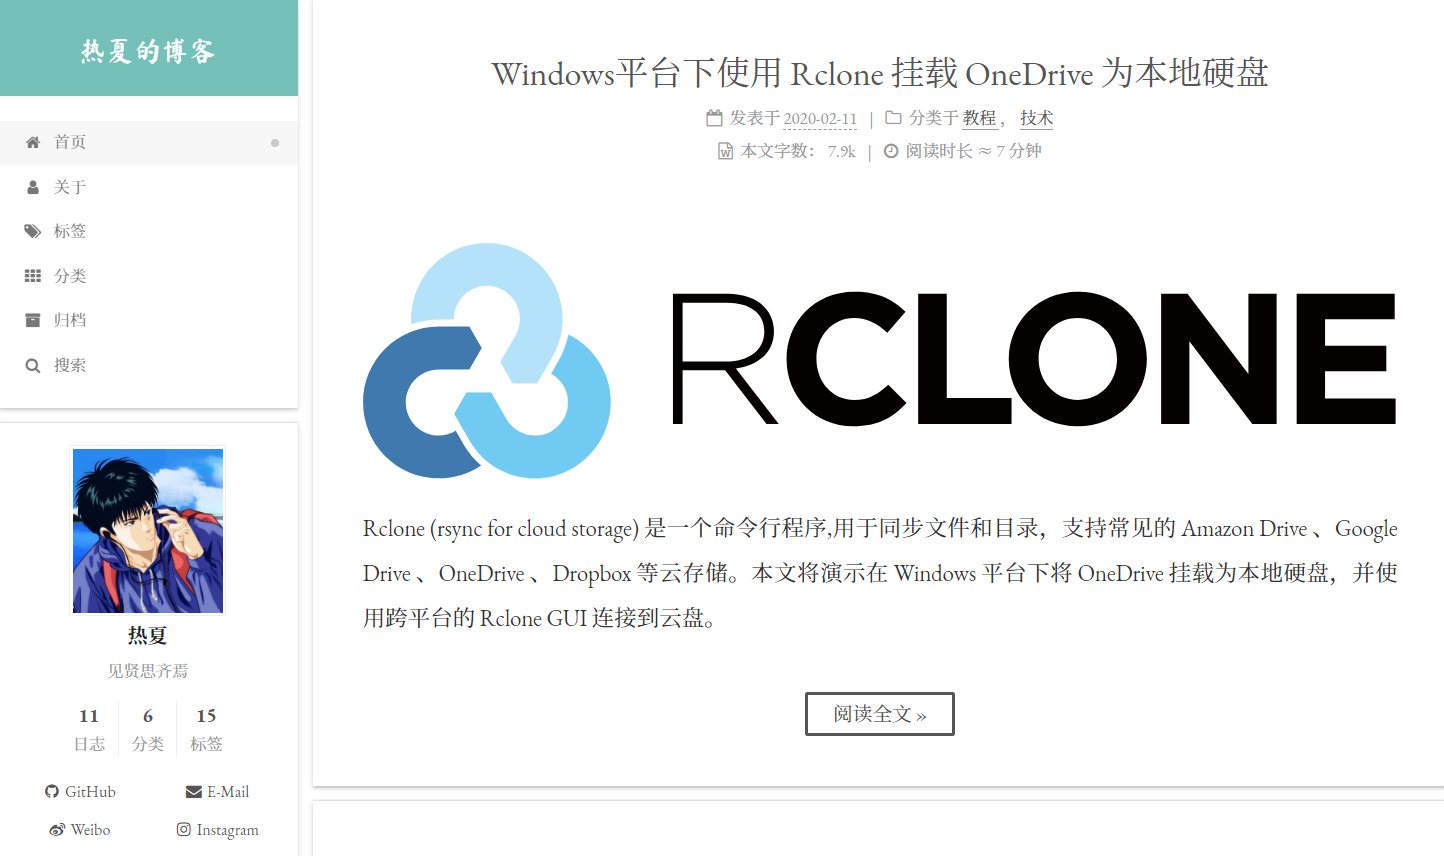 热夏的博客
首页
关于
标签
分类
归档
搜索
热夏
见贤思齐焉
11 6 15
日志 分类 标签
GitHub E-Mail
Weibo Instagram
Windows平台下使用 Rclone 挂载 OneDrive 为本地硬盘
发表于 2020-02-11 | 分类于 教程， 技术
本文字数： 7.9k | 阅读时长 ≈ 7 分钟
RCLONE
Rclone (rsync for cloud storage) 是一个命令行程序,用于同步文件和目录，支持常见的 Amazon Drive 、Google
Drive 、OneDrive 、Dropbox 等云存储。本文将演示在 Windows 平台下将 OneDrive 挂载为本地硬盘，并使
用跨平台的 Rclone GUI 连接到云盘。
阅读全文 »